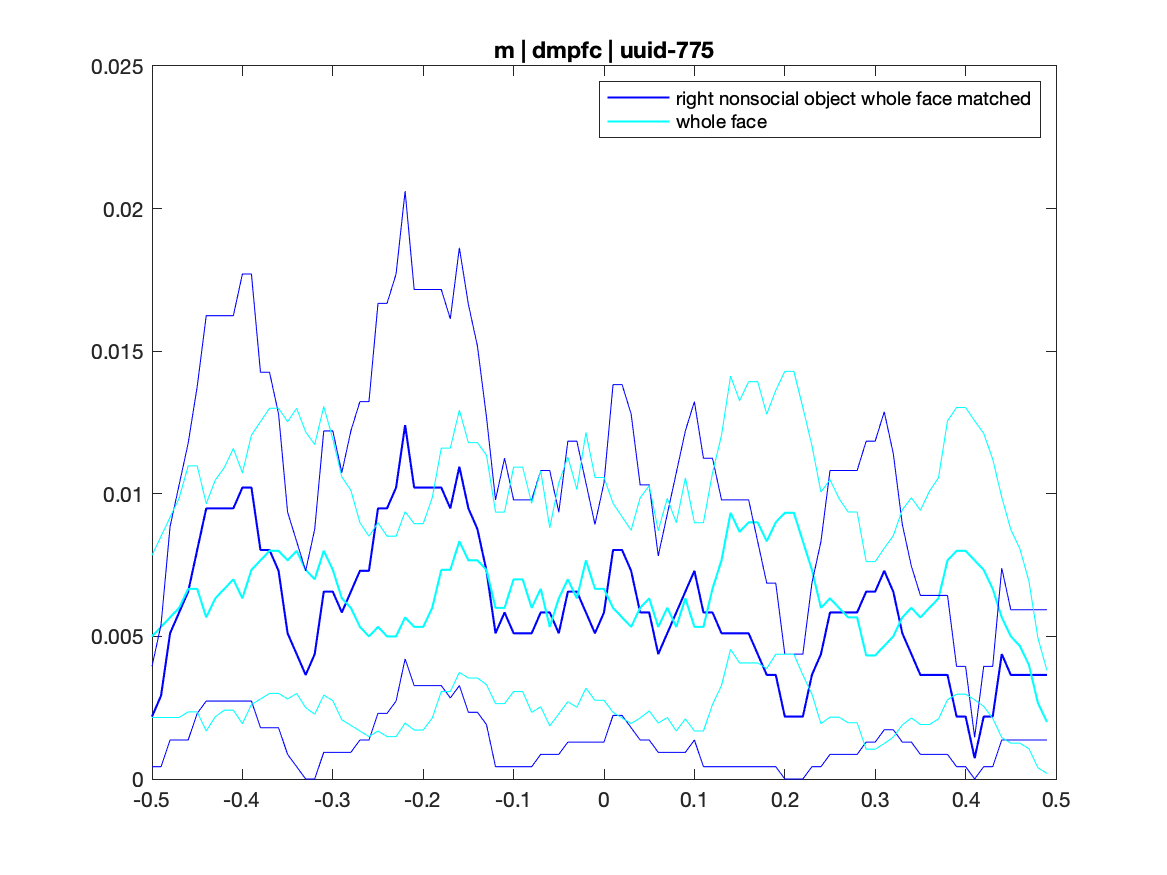 m | dmpfc | uuid-775
0.025
right nonsocial object whole face matched
whole face
0.02
0.015
0.01
0.005
0
-0.5 -0.4 -0.3 -0.2 -0.1 0 0.1 0.2 0.3 0.4 0.5